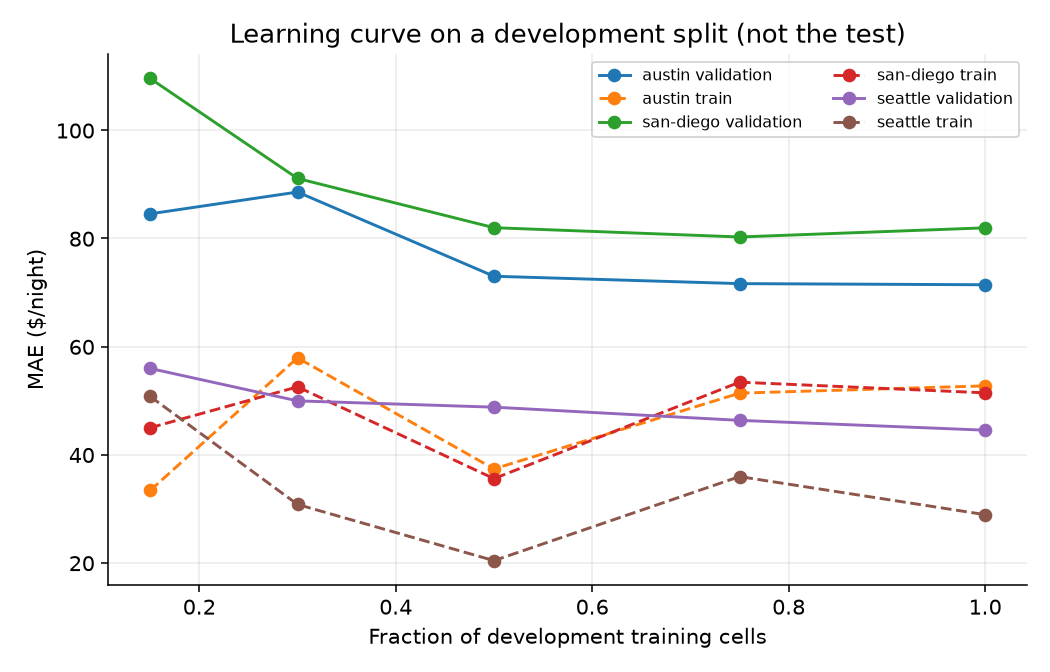 Learning curve on a development split (not the test)
austin validation
austin train
san-diego validation
san-diego train
seattle validation
seattle train
MAE ($/night)
100
80
60
40
20
0.2 0.4 0.6 0.8 1.0
Fraction of development training cells